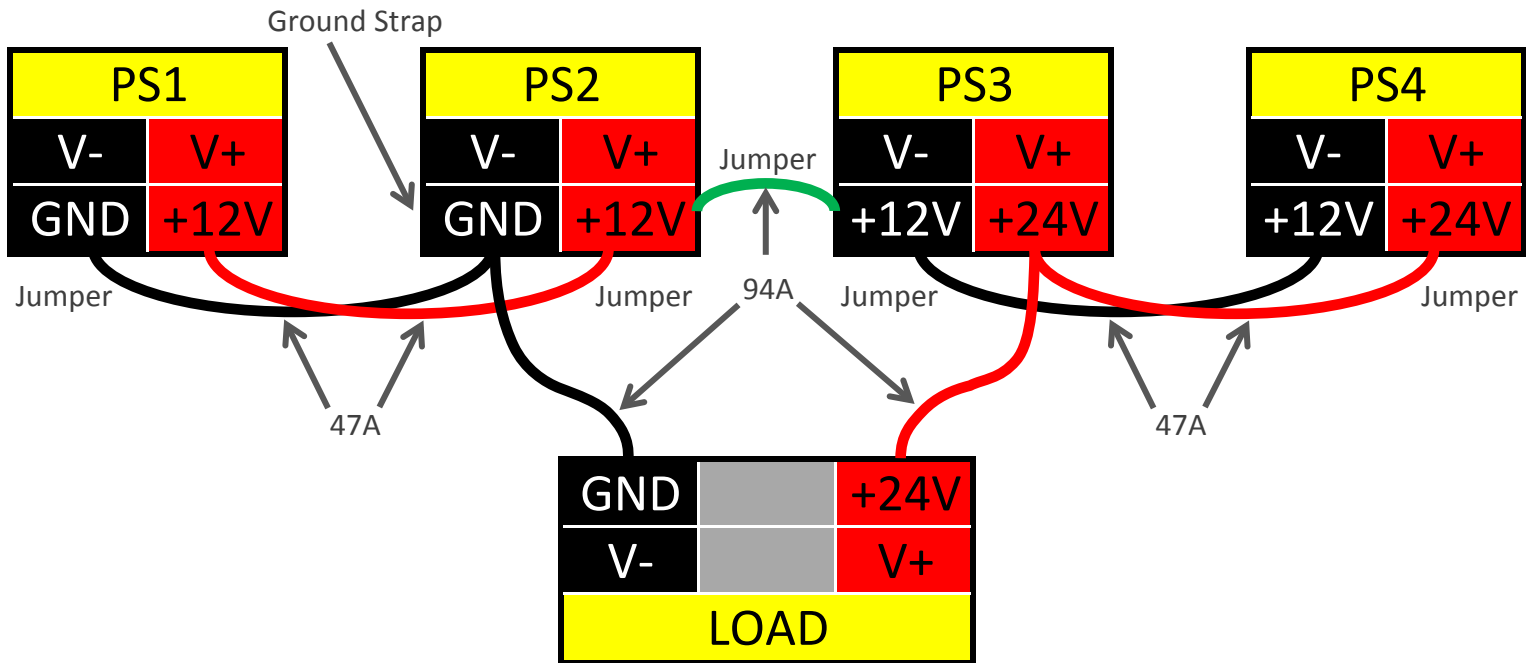 Ground Strap
PS1
PS2
PS3
PS4
V- V+
V- V+
Jumper
V- V+
V- V+
GND +12V
GND +12V
+12V +24V
+12V +24V
Jumper
Jumper
94A
Jumper
Jumper
47A
47A
GND +24V
V- V+
LOAD